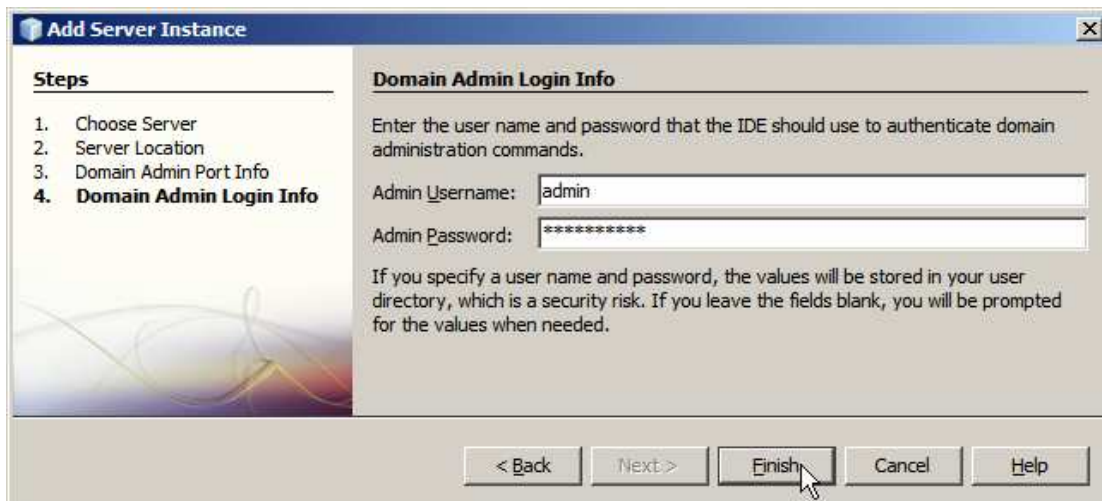 Add Server Instance
Steps
1. Choose Server
2. Server Location
3. Domain Admin Port Info
4. Domain Admin Login Info
Domain Admin Login Info
Enter the user name and password that the IDE should use to authenticate domain
administration commands.
Admin Username: admin
Admin Password: **********
If you specify a user name and password, the values will be stored in your user
directory, which is a security risk. If you leave the fields blank, you will be prompted
for the values when needed.
< Back Next > Finish Cancel Help